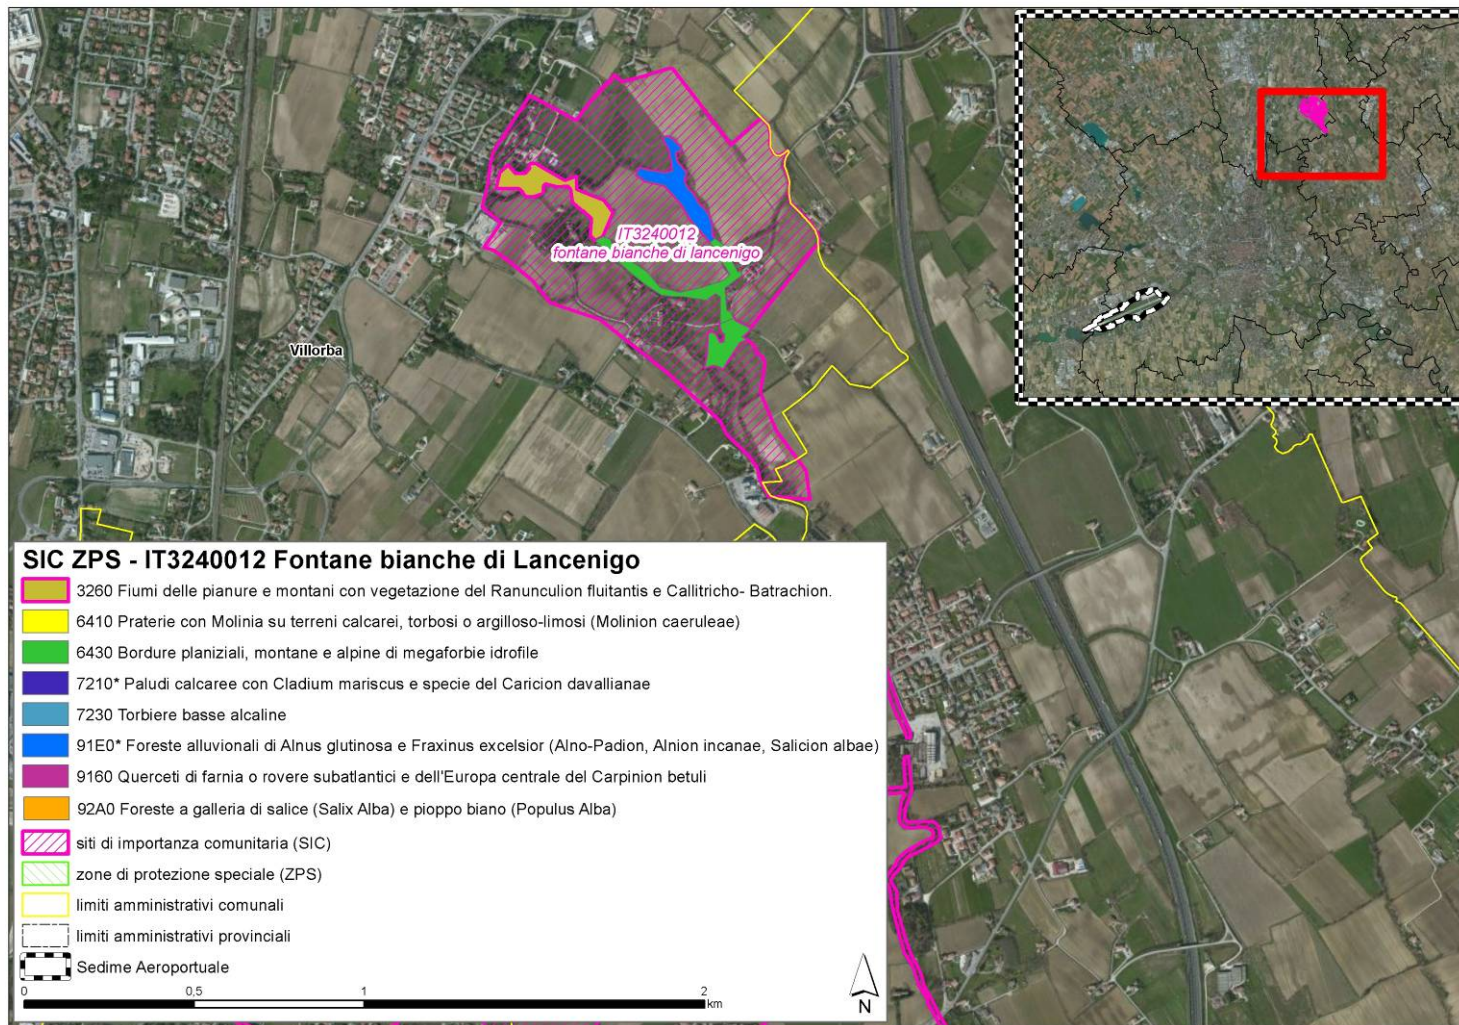 IT3240012
fontane bianche di lancenigo
Villorba
SIC ZPS - IT3240012 Fontane bianche di Lancenigo
3260 Fiumi delle pianure e montani con vegetazione del Ranunculion fluitantis e Callitricho- Batrachion.
6410 Praterie con Molinia su terreni calcarei, torbosi o argilloso-limosi (Molinion caeruleae)
6430 Bordure planiziali, montane e alpine di megaforbie idrofile
7210* Paludi calcaree con Cladium mariscus e specie del Caricion davallianae
7230 Torbiere basse alcaline
91E0* Foreste alluvionali di Alnus glutinosa e Fraxinus excelsior (Alno-Padion, Alnion incanae, Salicion albae)
9160 Querceti di farnia o rovere subatlantici e dell'Europa centrale del Carpinion betuli
92A0 Foreste a galleria di salice (Salix Alba) e pioppo biano (Populus Alba)
siti di importanza comunitaria (SIC)
zone di protezione speciale (ZPS)
limiti amministrativi comunali
limiti amministrativi provinciali
Sedime Aeroportuale
0 0,5 1 2
km
N